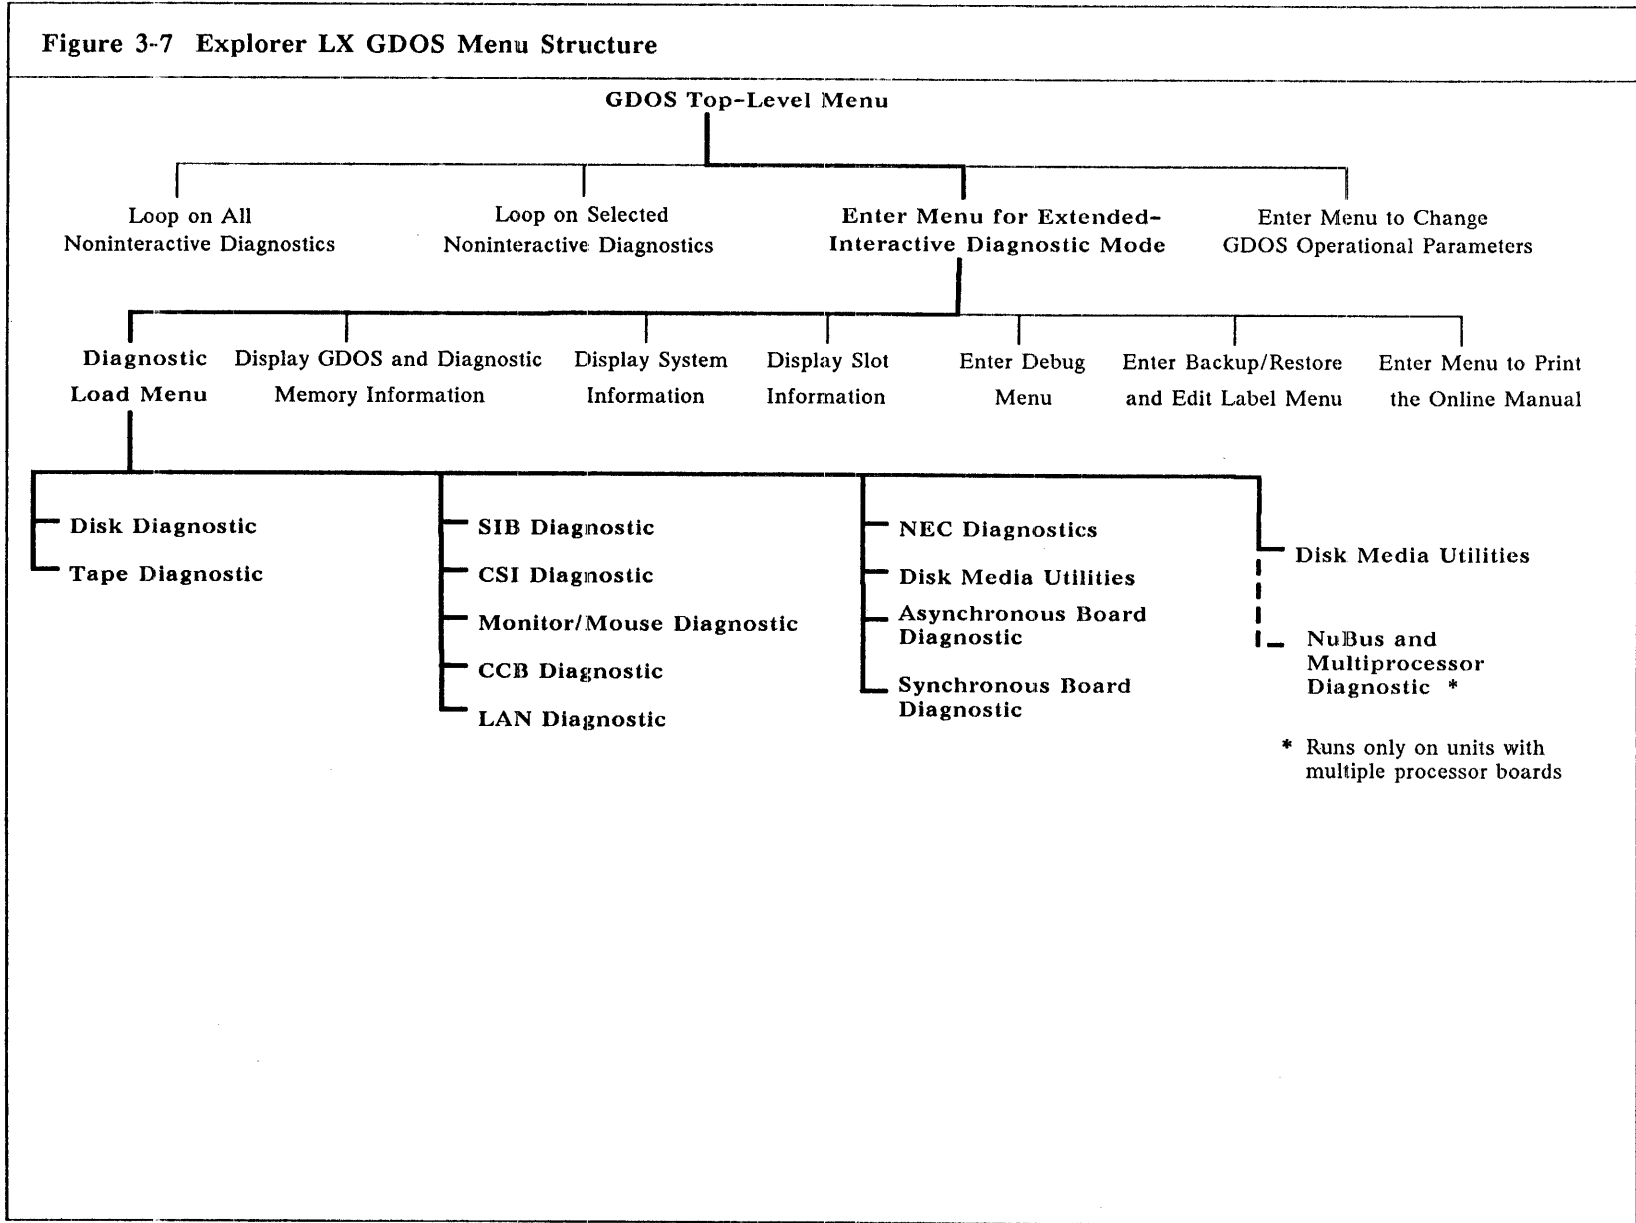 Figure 3-7 Explorer LX GDOS Menu Structure
GDOS Top-Level Menu
Loop on All
Noninteractive Diagnostics
Loop on Selected
Noninteractive Diagnostics
Enter Menu for Extended-
Interactive Diagnostic Mode
Enter Menu to Change
GDOS Operational Parameters
Diagnostic
Load Menu
Display GDOS and Diagnostic
Memory Information
Display System
Information
Display Slot
Information
Enter Debug
Menu
Enter Backup/Restore
and Edit Label Menu
Enter Menu to Print
the Online Manual
Disk Diagnostic
Tape Diagnostic
SIB Diagnostic
CSI Diagnostic
Monitor/Mouse Diagnostic
CCB Diagnostic
LAN Diagnostic
NEC Diagnostics
Disk Media Utilities
Asynchronous Board
Diagnostic
Synchronous Board
Diagnostic
Disk Media Utilities
NuBus and
Multiprocessor
Diagnostic *
* Runs only on units with
multiple processor boards